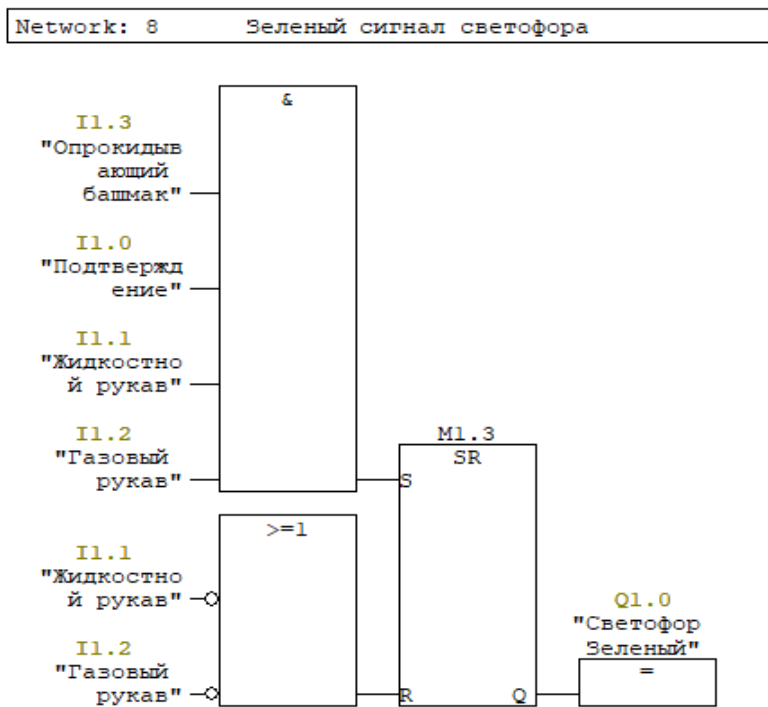 Network: 8 Зеленый сигнал светофора
&
I1.3
"Опрокидыв
ающий
башмак"
I1.0
"Подтвержд
ение"
I1.1
"Жидкостно
й рукав"
I1.2
"Газовый
рукав"
M1.3
SR
S
>=1
I1.1
"Жидкостно
й рукав"
I1.2
"Газовый
рукав"
R
Q
Q1.0
"Светофор
Зеленый"
=